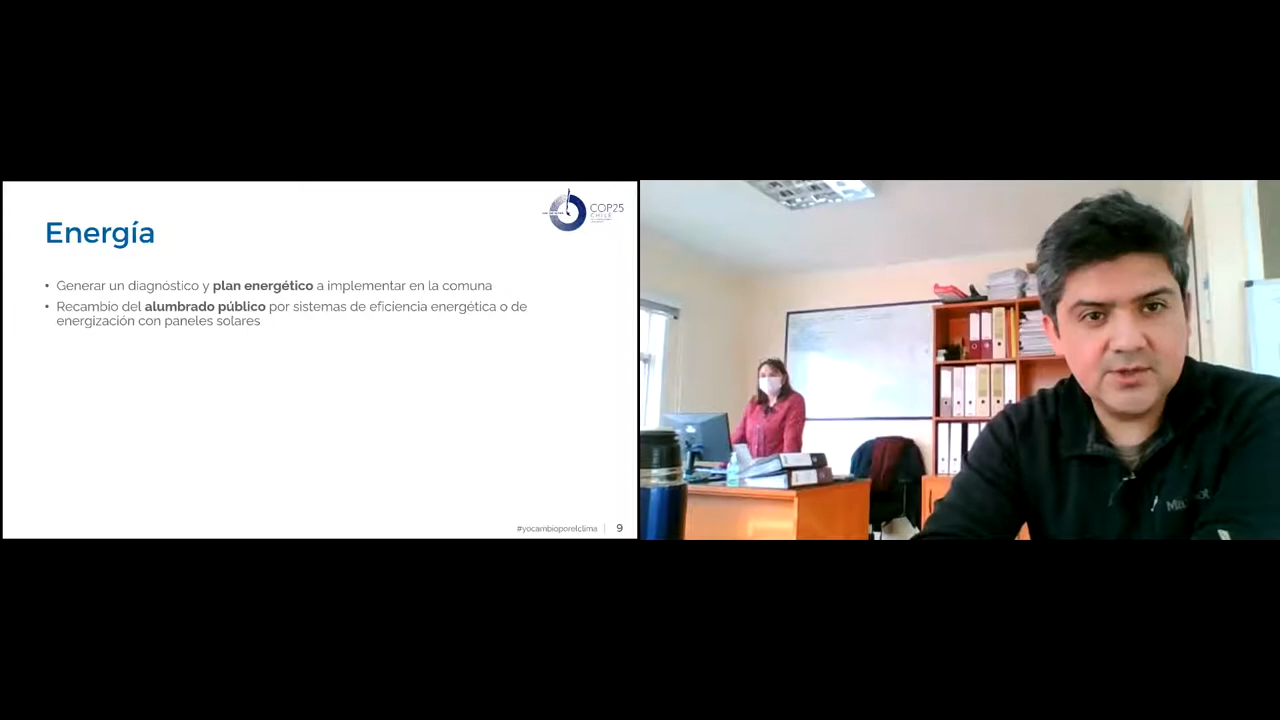 COP25
CHILE
Energía
• Generar un diagnóstico y plan energético a implementar en la comuna
• Recambio del alumbrado público por sistemas de eficiencia energética o de
energización con paneles solares
#yocambioporelclima | 9